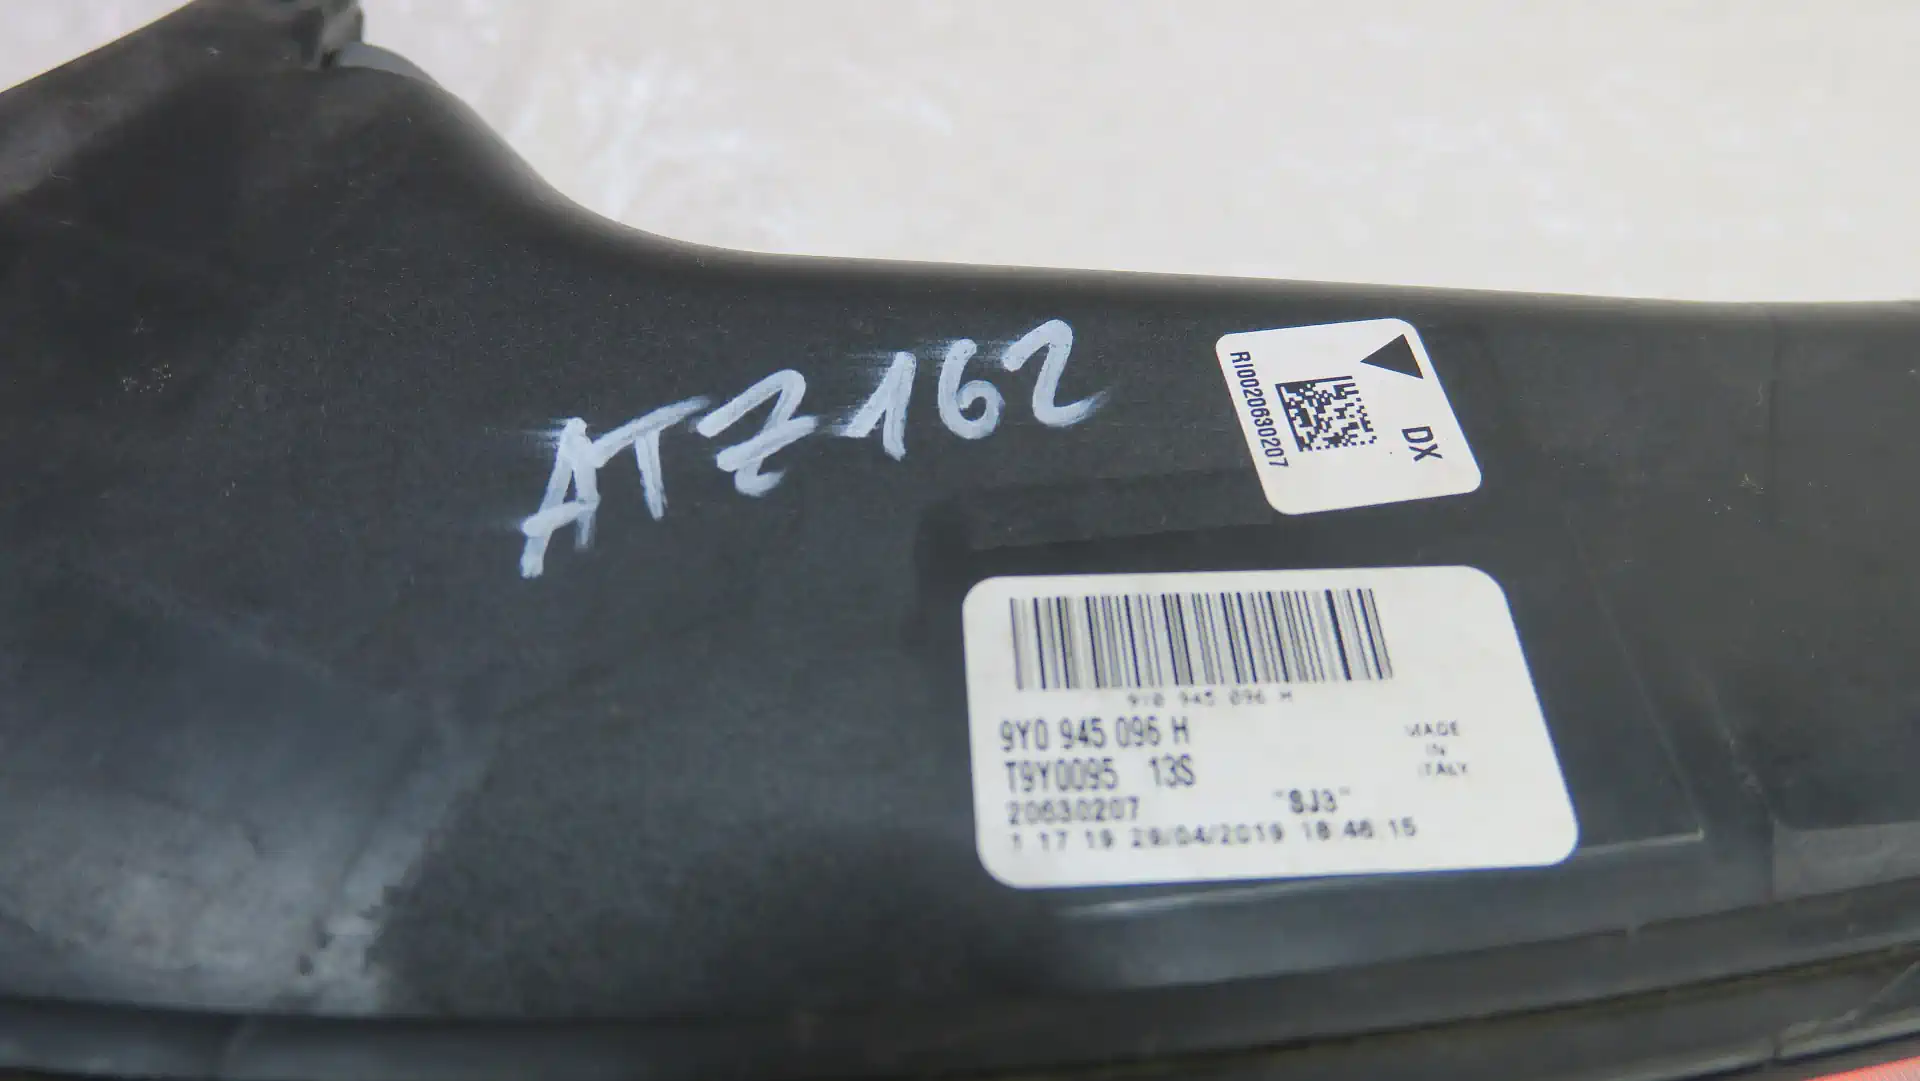 ATZ162
RI0020630207
DX
9Y0 945 096 H
9Y0 945 096 H
T9Y0095 13S
20630207
"SJ3"
1 17 19 29/04/2019 18:46:15
MADE
IN
ITALY